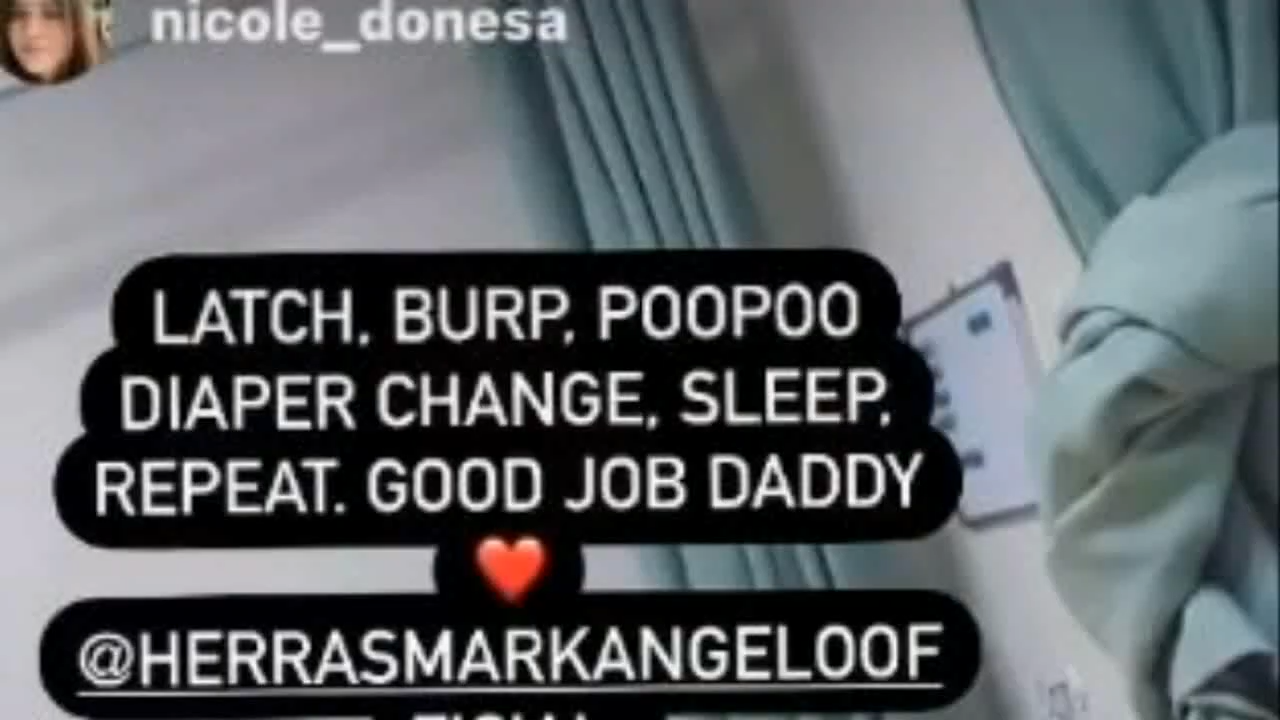 nicole_donesa
LATCH, BURP, POOPOO
DIAPER CHANGE, SLEEP,
REPEAT. GOOD JOB DADDY
❤️
@HERRASMARKANGELOOF